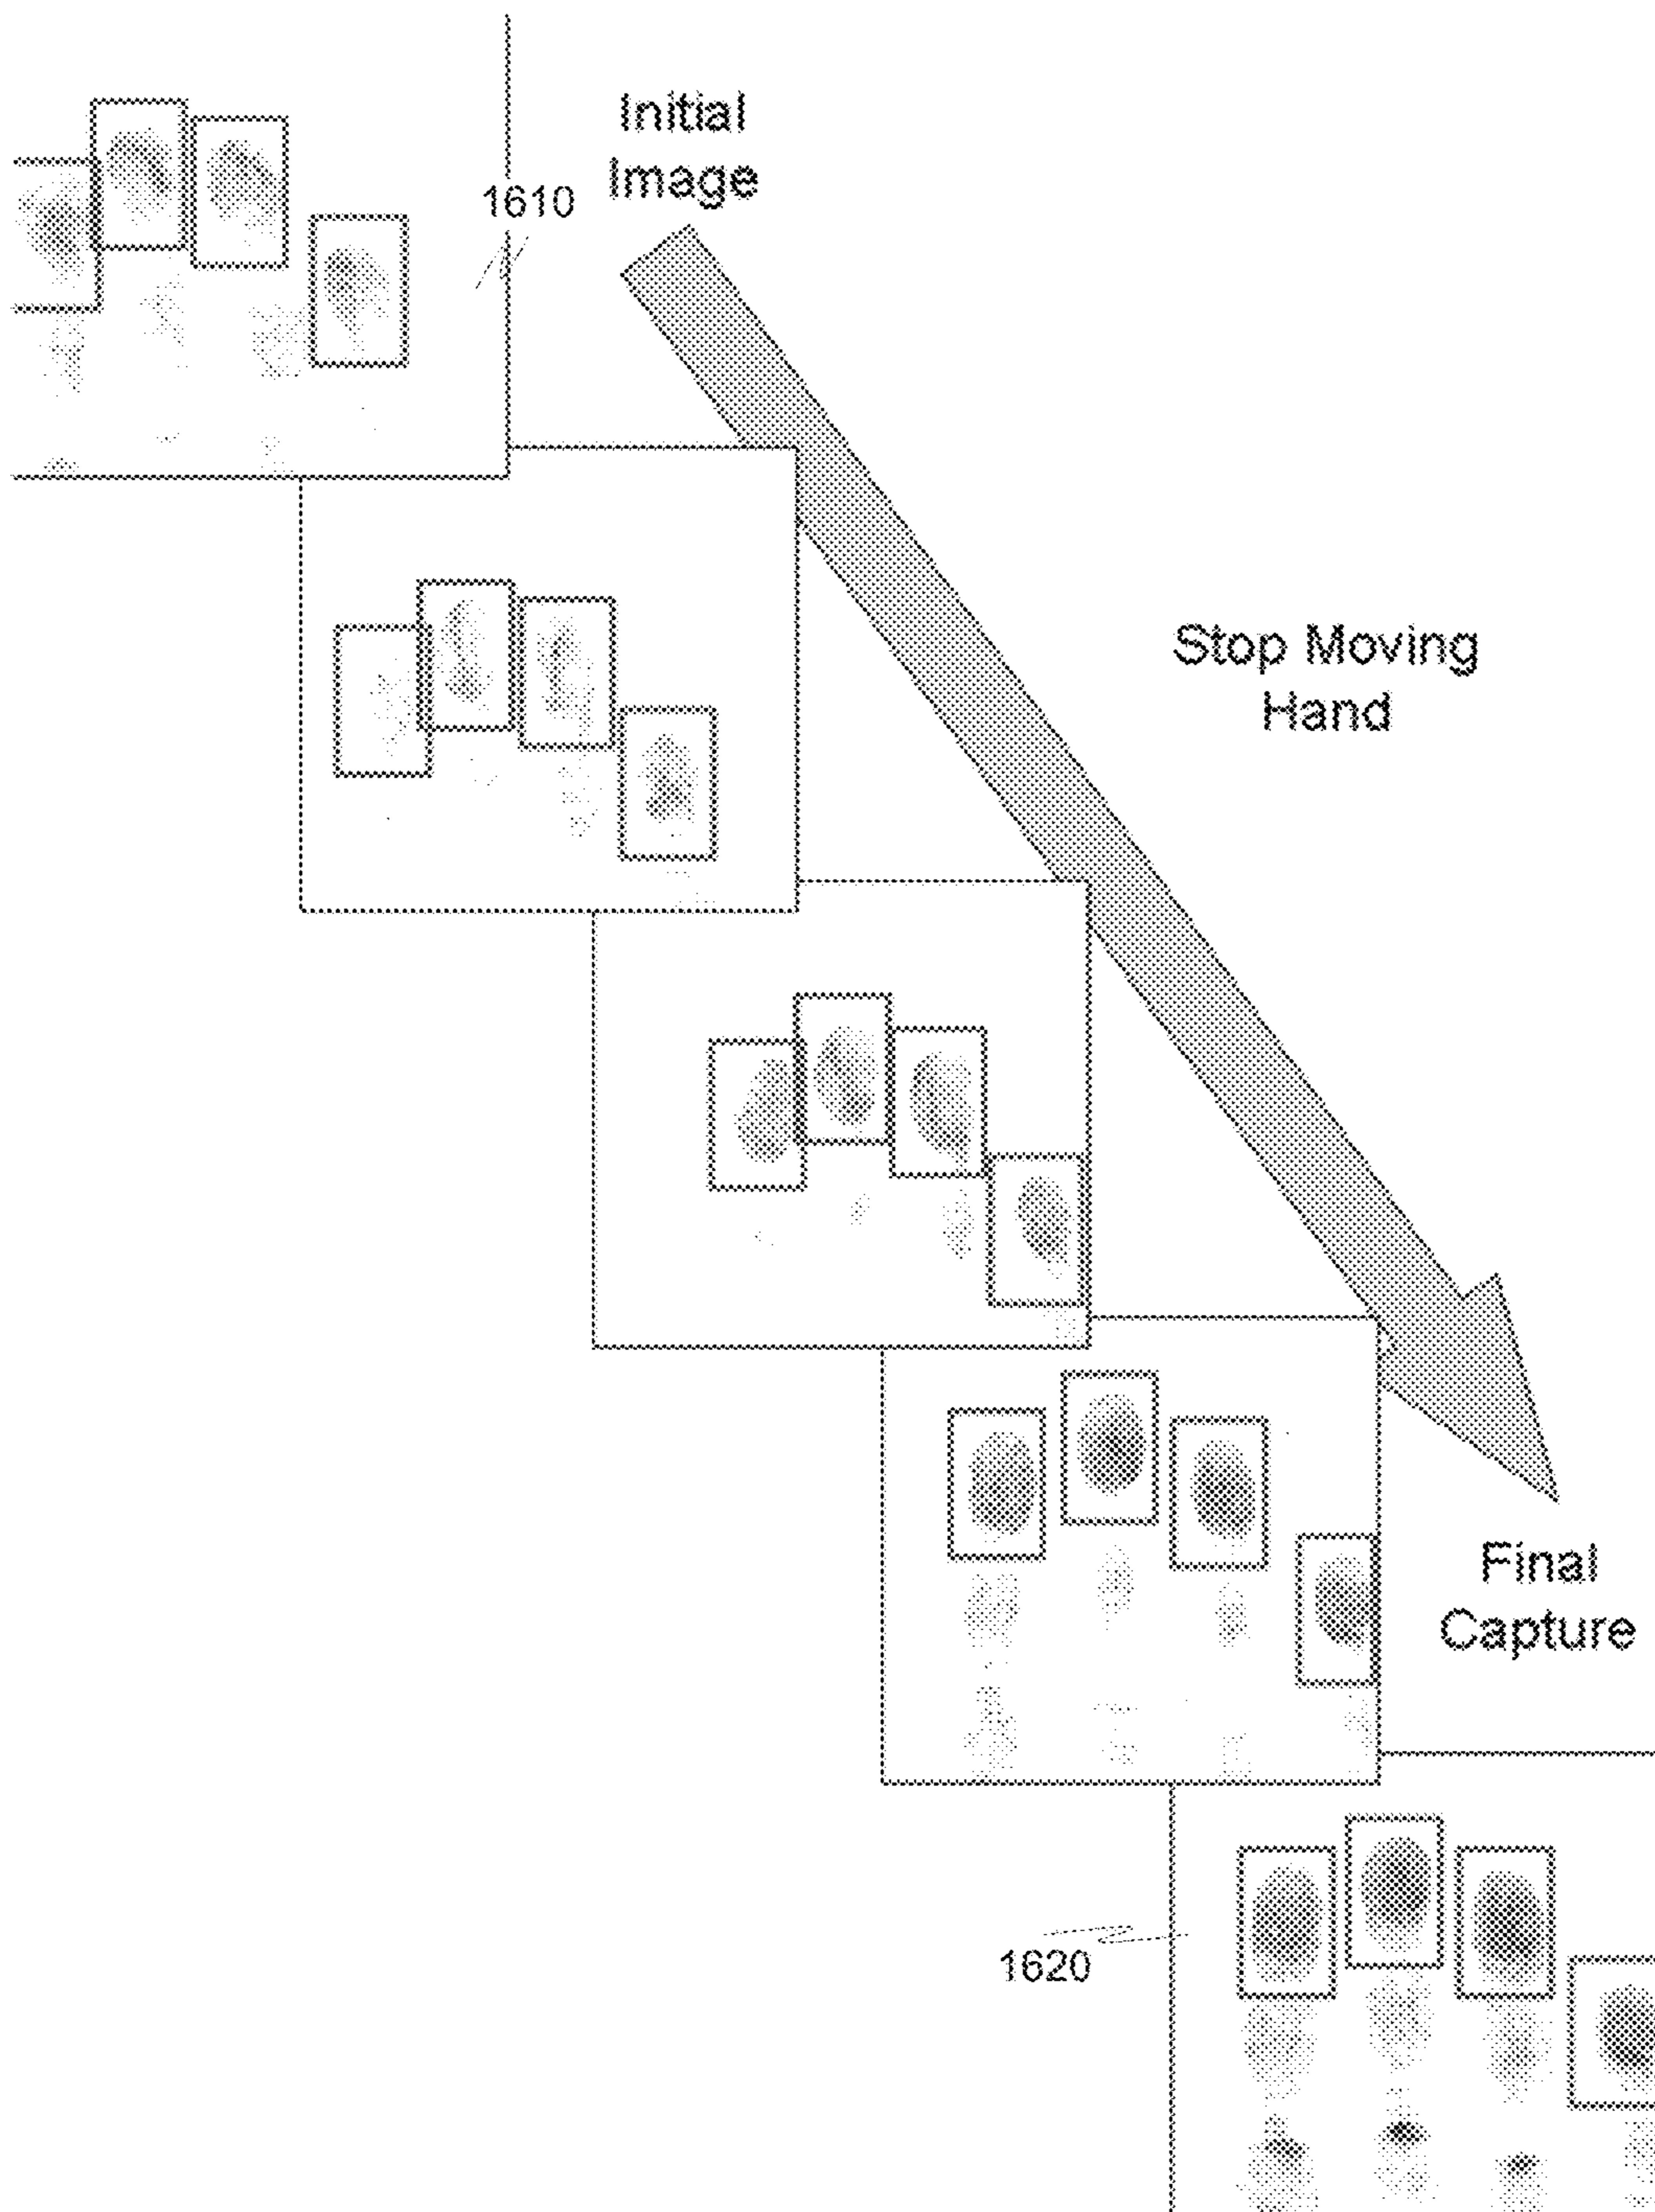 Initial
Image
1610
Stop Moving
Hand
Final
Capture
1620